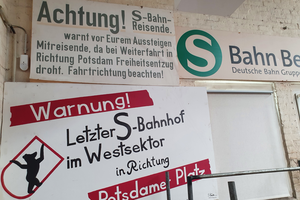 Achtung! S-Bahn-
Reisende,
warnt vor Eurem Aussteigen
Mitreisende, da bei Weiterfahrt in
Richtung Potsdam Freiheitsentzug
droht. Fahrtrichtung beachten!
S Bahn Be
Deutsche Bahn Gruppe
Warnung!
Letzter S-Bahnhof
im Westsektor
in Richtung
Potsdamer Platz